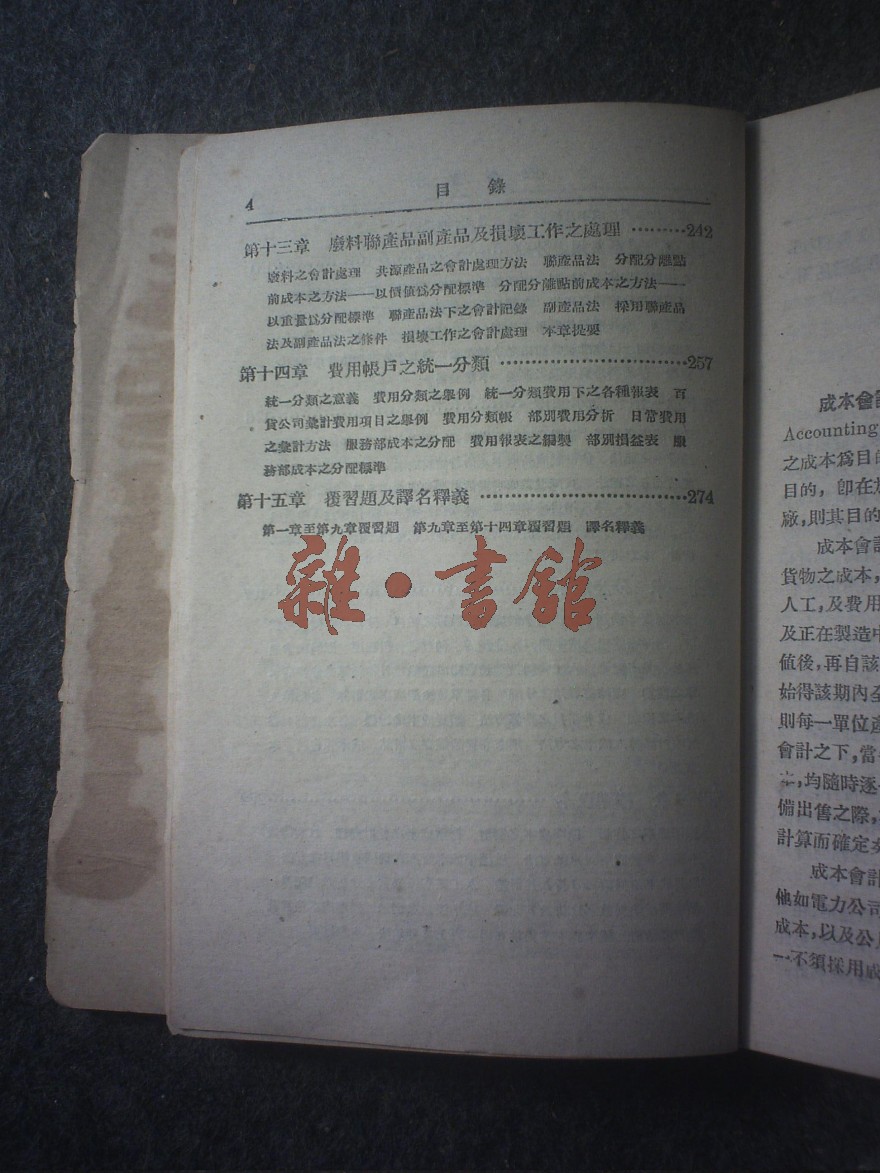 4
目錄
第十三章 廢料聯產品副產品及損壞工作之處理………242
廢料之會計處理 共源產品之會計處理方法 聯產品法 分配分離點
前成本之方法——以價值爲分配標準 分配分離點前成本之方法——
以重量爲分配標準 聯產品法下之會計記錄 副產品法 採用聯產品
法及副產品法之條件 損壞工作之會計處理 本章提要
第十四章 費用帳戶之統一分類………………………257
統一分類之意義 費用分類之舉例 統一分類費用下之各種報表 百
貨公司彙計費用項目之舉例 費用分類帳 部別費用分析 日常費用
之彙計方法 服務部成本之分配 費用報表之編製 部別損益表 服
務部成本之分配標準
第十五章 覆習題及譯名釋義…………………………274
第一章至第九章覆習題 第九章至第十四章覆習題 譯名釋義
雜·書館
成本會
Accounting
之成本爲目
目的，卽在
廠，則其目的
成本會
貨物之成本，
人工，及費用
及正在製造中
值後，再自該
始得該期內
則每一單位產
會計之下，當
均隨時逐
備出售之際，
計算而確定
成本會計
他如電力公司
成本，以及公
一不須採用成